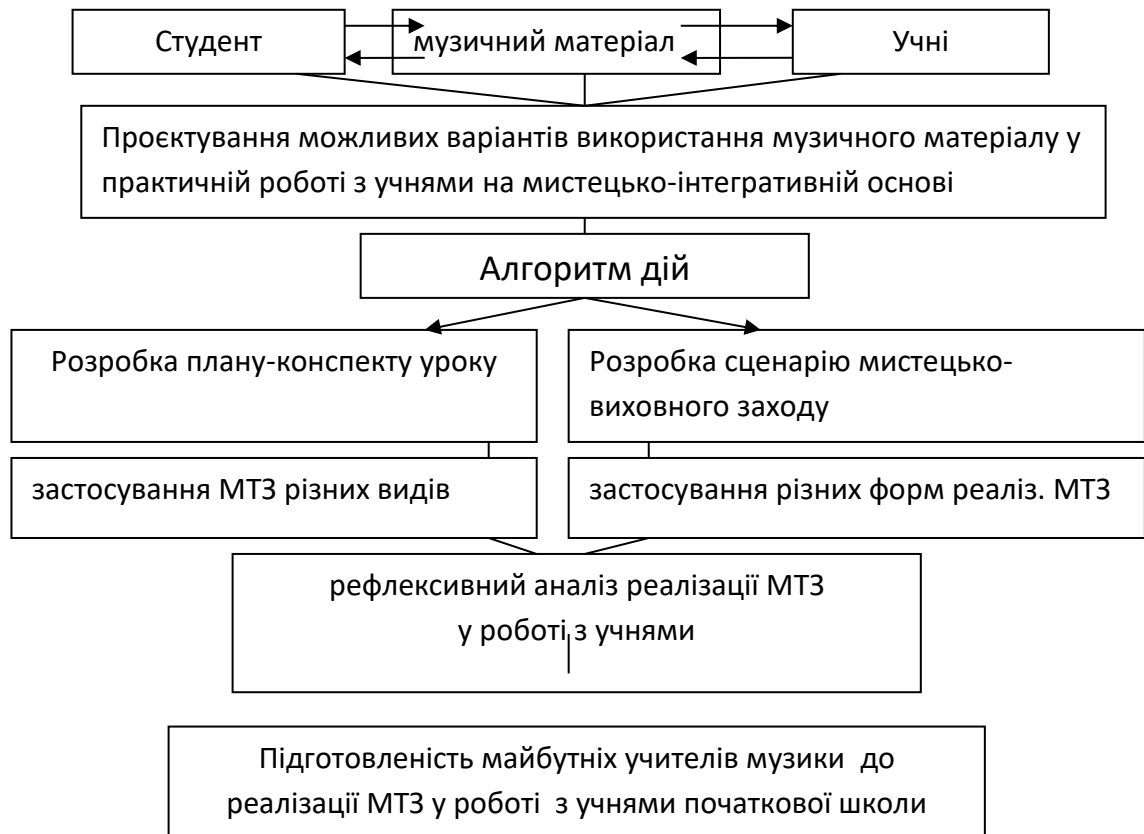 Студент
музичний матеріал
Учні
Проєктування можливих варіантів використання музичного матеріалу у
практичній роботі з учнями на мистецько-інтегративній основі
Алгоритм дій
Розробка плану-конспекту уроку
Розробка сценарію мистецько-
виховного заходу
застосування МТЗ різних видів
застосування різних форм реаліз. МТЗ
рефлексивний аналіз реалізації МТЗ
у роботі з учнями
Підготовленість майбутніх учителів музики до
реалізації МТЗ у роботі з учнями початкової школи